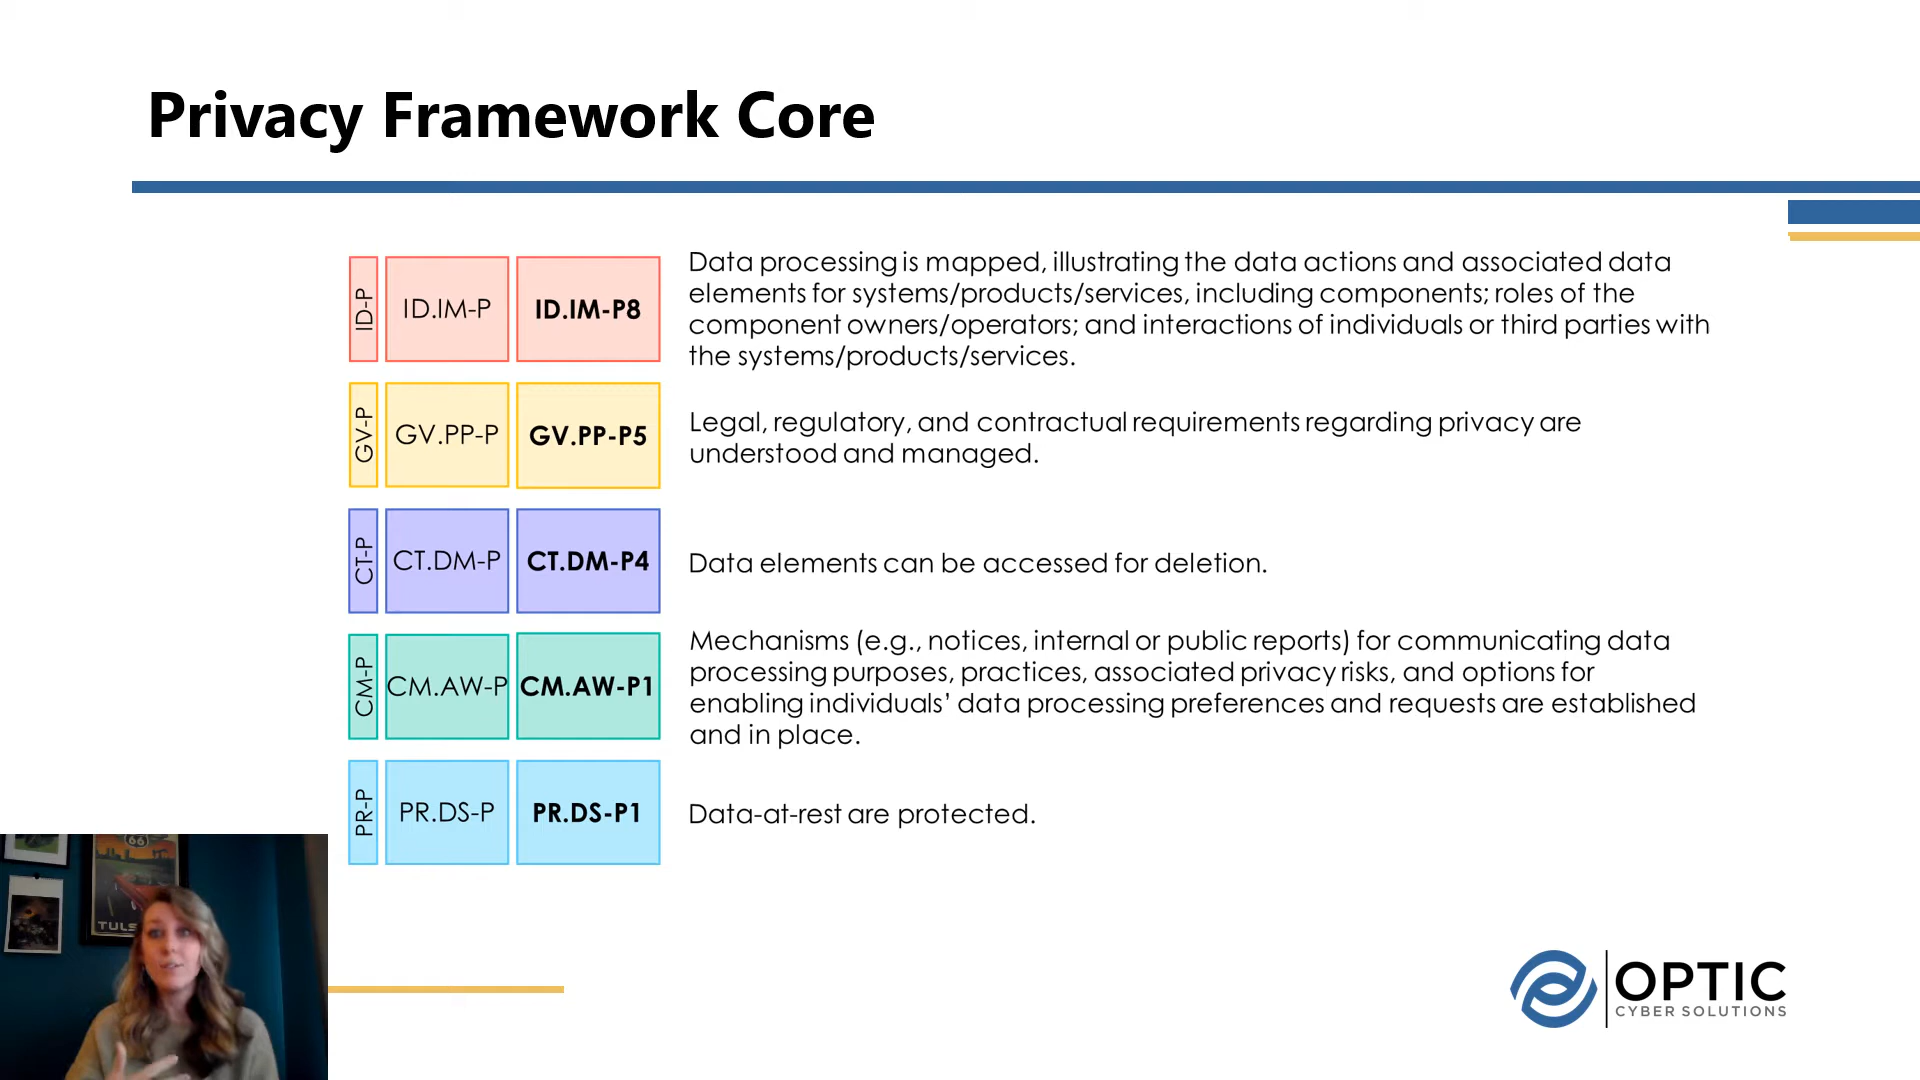 Privacy Framework Core
ID-P
ID.IM-P
ID.IM-P8
Data processing is mapped, illustrating the data actions and associated data
elements for systems/products/services, including components; roles of the
component owners/operators; and interactions of individuals or third parties with
the systems/products/services.
GV-P
GV.PP-P
GV.PP-P5
Legal, regulatory, and contractual requirements regarding privacy are
understood and managed.
CT-P
CT.DM-P
CT.DM-P4
Data elements can be accessed for deletion.
CM-P
CM.AW-P
CM.AW-P1
Mechanisms (e.g., notices, internal or public reports) for communicating data
processing purposes, practices, associated privacy risks, and options for
enabling individuals’ data processing preferences and requests are established
and in place.
PR-P
PR.DS-P
PR.DS-P1
Data-at-rest are protected.
66
TULS
OPTIC
CYBER SOLUTIONS